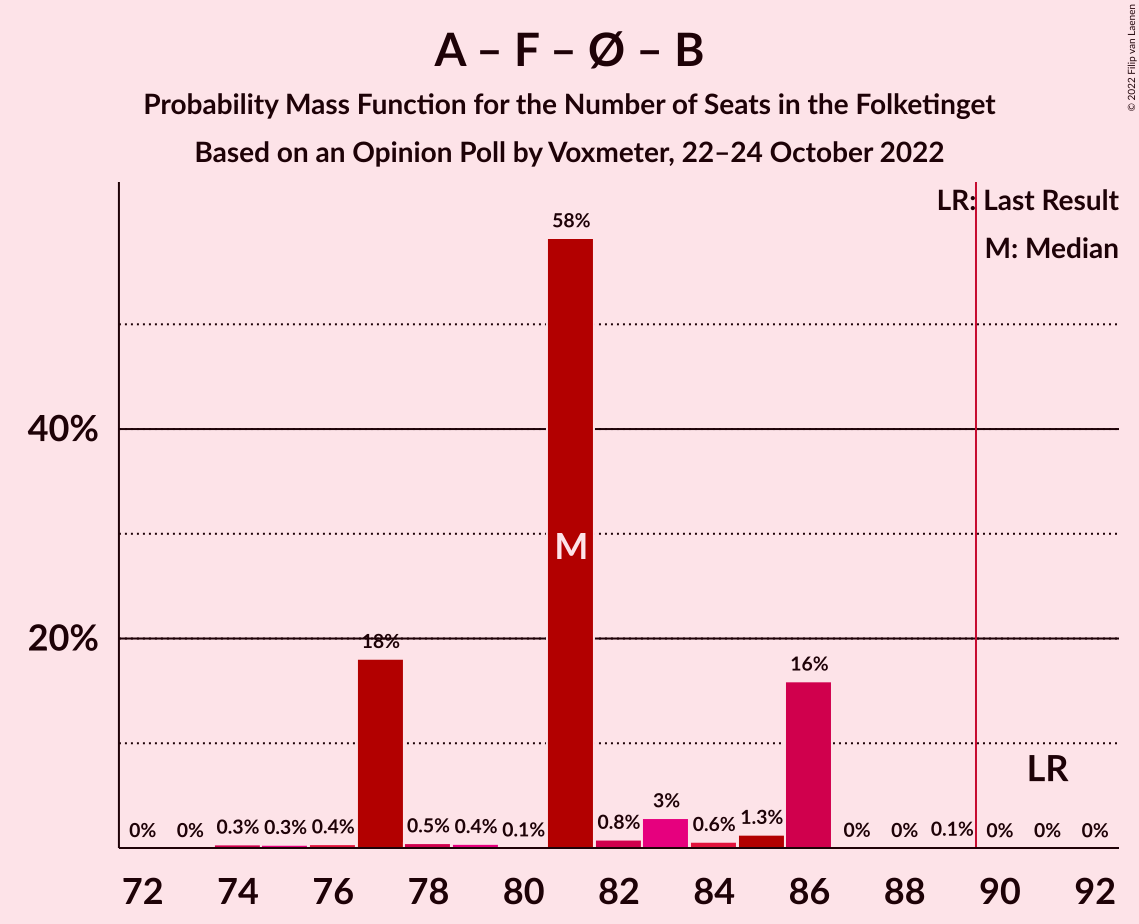 A – F – Ø – B
Probability Mass Function for the Number of Seats in the Folketinget
Based on an Opinion Poll by Voxmeter, 22–24 October 2022
© 2022 Filip van Laenen
LR: Last Result
M: Median
40%
20%
0%
0%
0.3%
0.3%
0.4%
18%
0.5%
0.4%
0.1%
58%
M
0.8%
3%
0.6%
1.3%
16%
0%
0%
0.1%
0%
0%
0%
LR
72 74 76 78 80 82 84 86 88 90 92